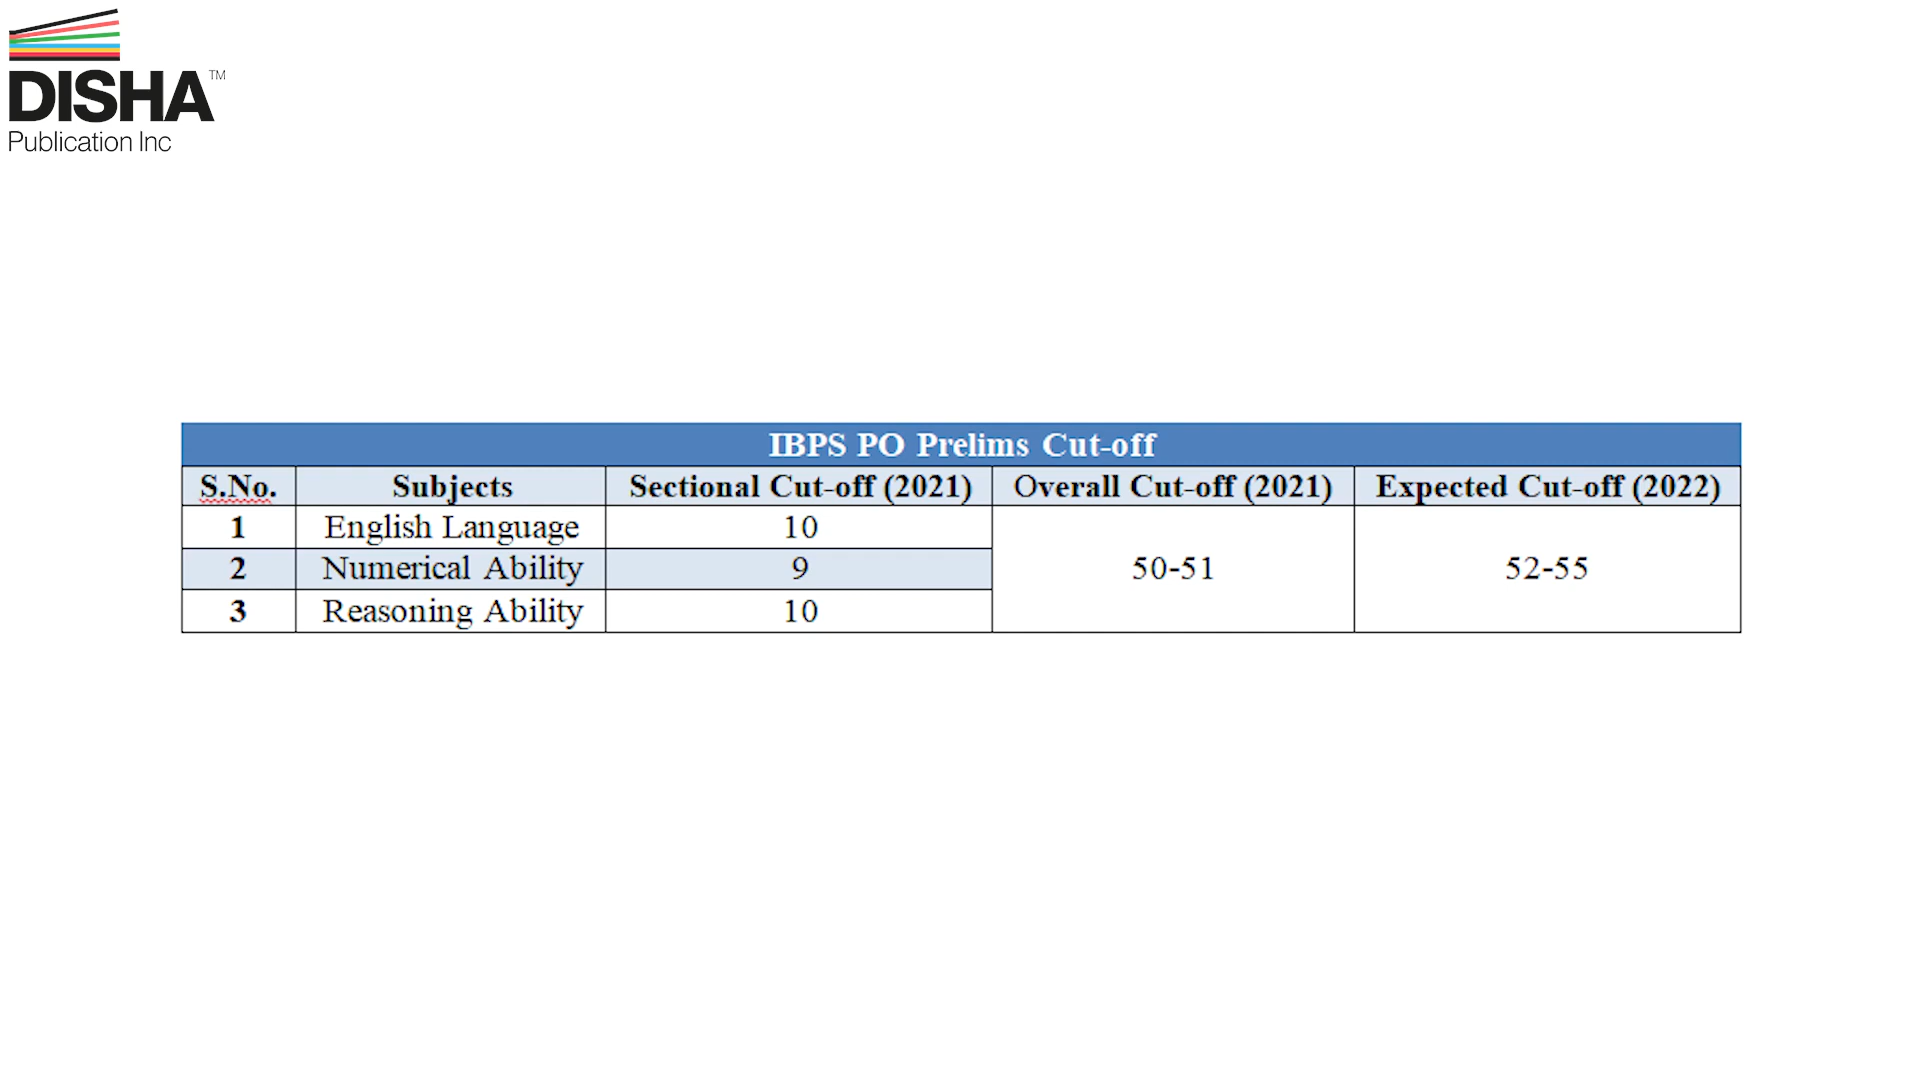 DISHA™
Publication Inc
IBPS PO Prelims Cut-off
S.No. Subjects Sectional Cut-off (2021) Overall Cut-off (2021) Expected Cut-off (2022)
1 English Language 10
2 Numerical Ability 9 50-51 52-55
3 Reasoning Ability 10